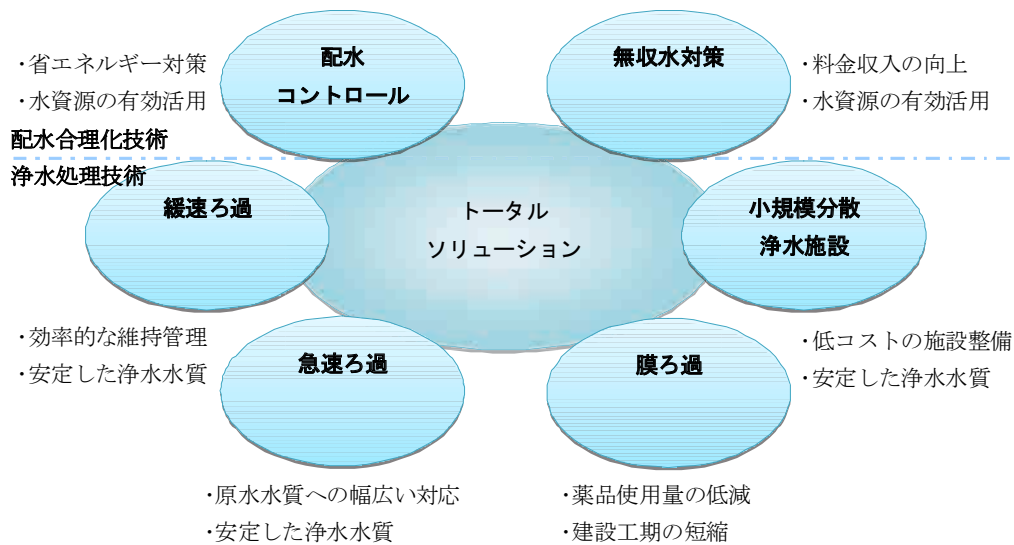 ・省エネルギー対策
・水資源の有効活用
配水
コントロール
無収水対策
・料金収入の向上
・水資源の有効活用
配水合理化技術
浄水処理技術
緩速ろ過
トータル
ソリューション
小規模分散
浄水施設
・効率的な維持管理
・安定した浄水水質
急速ろ過
膜ろ過
・低コストの施設整備
・安定した浄水水質
・原水水質への幅広い対応
・安定した浄水水質
・薬品使用量の低減
・建設工期の短縮